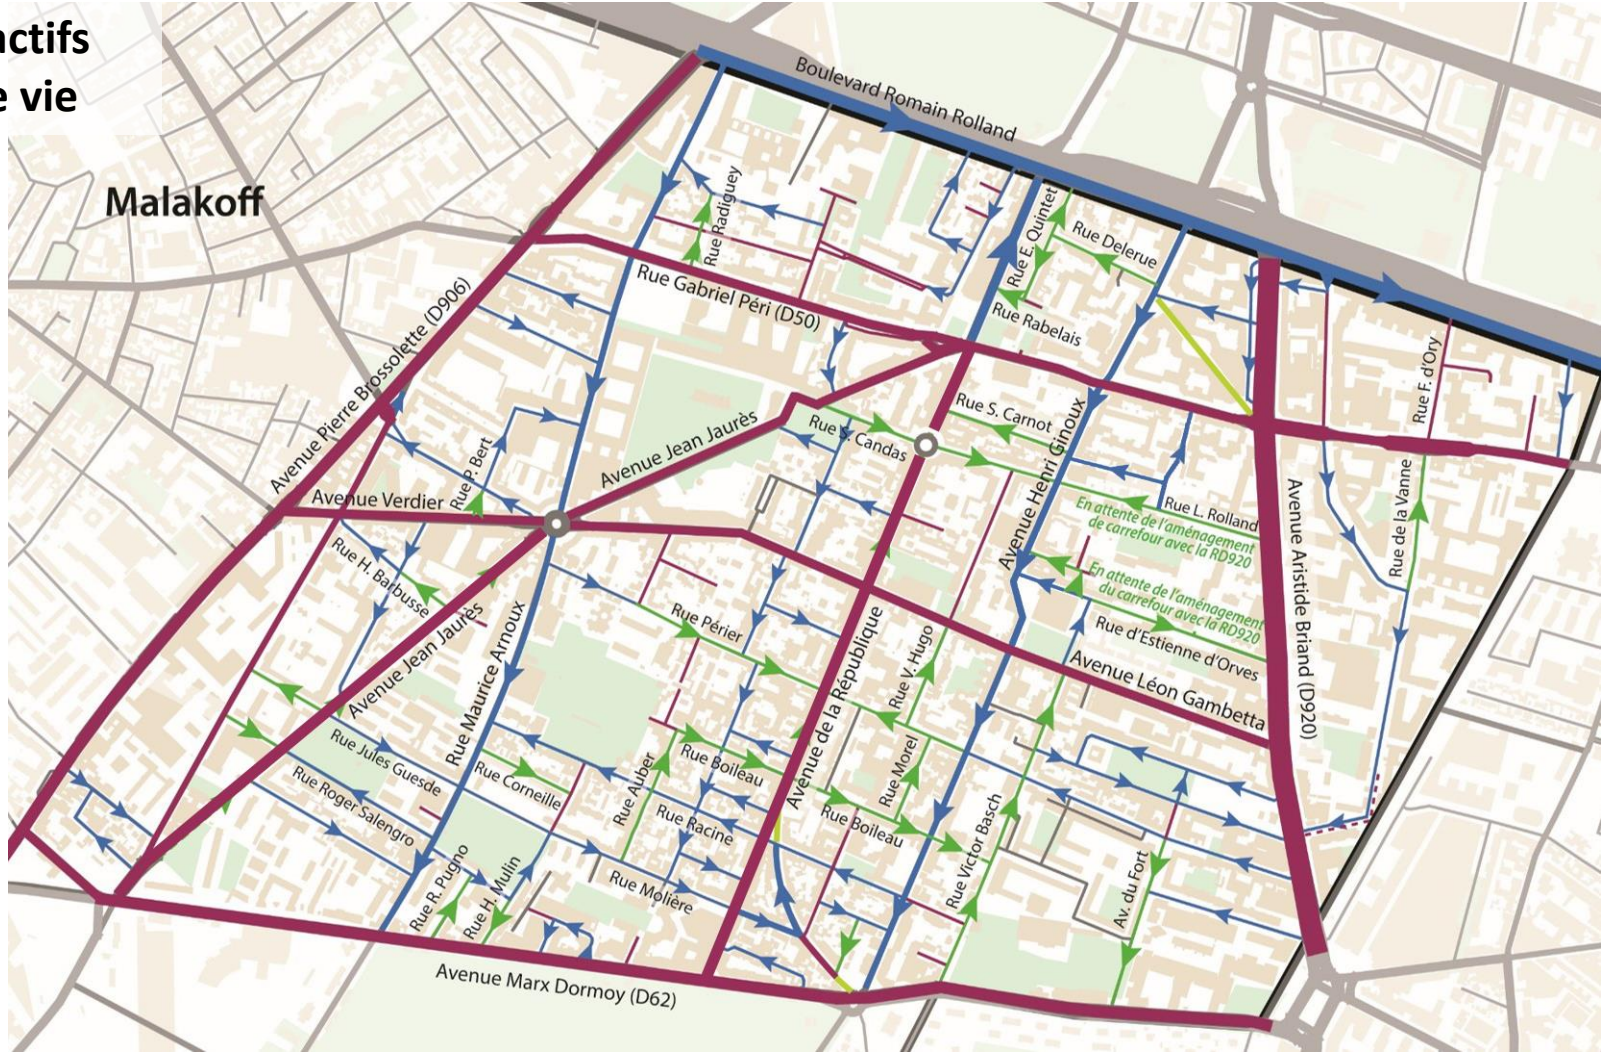 actifs
e vie
Malakoff
Boulevard Romain Rolland
Rue Radiguey
Rue E. Quintet
Rue Delerue
Rue Gabriel Péri (D50)
Rue Rabelais
Avenue Pierre Brossolette (D906)
Rue F. d'Ory
Rue S. Carnot
Avenue Jean Jaurès
Rue S. Candas
Avenue Henri Ginoux
Rue P. Bert
Avenue Verdier
Rue L. Rolland
En attente de l'aménagement
de carrefour avec la RD920
Avenue Aristide Briand (D920)
Rue de la Vanne
Rue H. Barbusse
En attente de l'aménagement
du carrefour avec la RD920
Rue d'Estienne d'Orves
Rue Périer
Avenue Jean Jaurès
Rue Maurice Arnoux
Avenue de la République
Rue V. Hugo
Avenue Léon Gambetta
Rue Jules Guesde
Rue Roger Salengro
Rue Corneille
Rue Auber
Rue Boileau
Rue Morel
Rue Racine
Rue Boileau
Rue Victor Basch
Av. du Fort
Rue R. Pugno
Rue H. Mulin
Rue Molière
Avenue Marx Dormoy (D62)